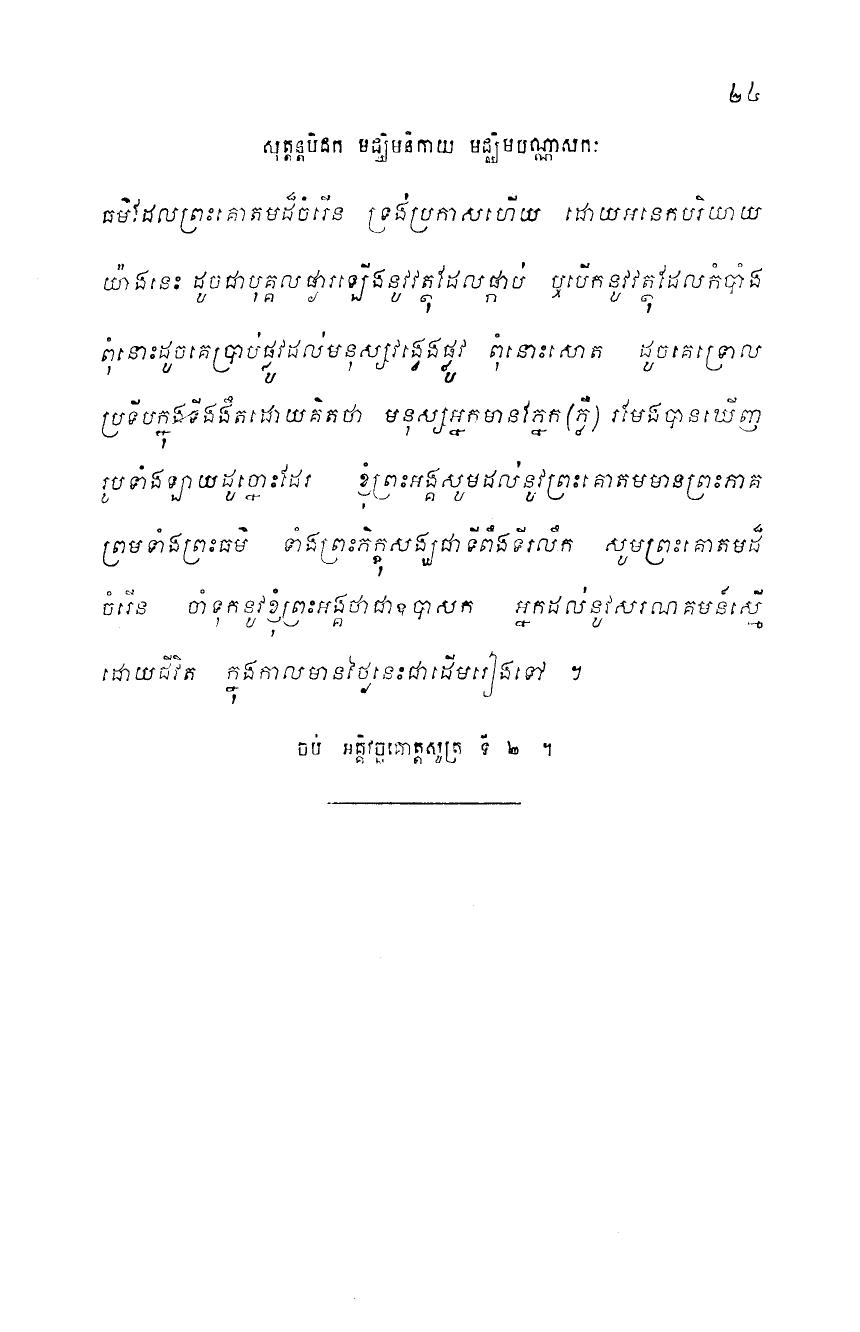 ២៤
សុត្តន្តបិដក មជ្ឈិមនិកាយ មជ្ឈិមបណ្ណាសកៈ
ធម៌ដែលព្រះគោតមដ៏ចំរើន ទ្រង់ប្រកាសហើយ ដោយអនេកបរិយាយ
យ៉ាងនេះ ដូចជាបុគ្គលផ្ងារឡើងនូវវត្ថុដែលផ្កាប់ ឬបើកនូវវត្ថុដែលកំបាំង
ពុំនោះដូចគេប្រាប់ផ្លូវដល់មនុស្សវង្វេងផ្លូវ ពុំនោះសោត ដូចគេទ្រោល
ប្រទីបក្នុងទីងងឹតដោយគិតថា មនុស្សអ្នកមានភ្នែក(ភ្លឺ) រមែងបានឃើញ
រូបទាំងឡាយដូច្នោះដែរ ខ្ញុំព្រះអង្គសូមដល់នូវព្រះគោតមមានព្រះភាគ
ព្រមទាំងព្រះធម៌ ទាំងព្រះភិក្ខុសង្ឃជាទីពឹងទីរលឹក សូមព្រះគោតមដ៏
ចំរើន ចាំទុកនូវខ្ញុំព្រះអង្គថាជាឧបាសក អ្នកដល់នូវសរណគមន៍ស្មើ
ដោយជីវិត ក្នុងកាលមានថ្ងៃនេះជាដើមរៀងទៅ ។
ចប់ អគ្គិវច្ឆគោត្តសូត្រ ទី ២ ។